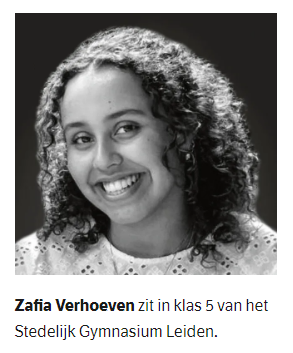 Zafia Verhoeven zit in klas 5 van het
Stedelijk Gymnasium Leiden.